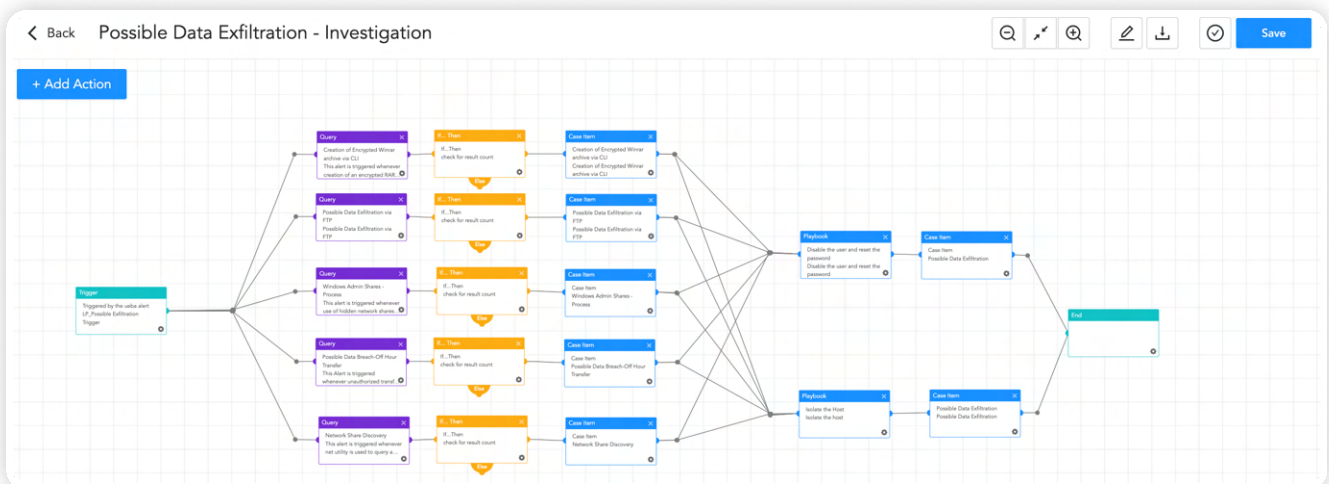 Back
Possible Data Exfiltration - Investigation
Save
+ Add Action
Trigger
Triggered by the ueba alert
LP_Possible Exfiltration
Trigger
Query
Creation of Encrypted Winrar
archive via CLI
This alert is triggered whenever
creation of an encrypted RAR...
If... Then
If...Then
check for result count
Else
Case Item
Creation of Encrypted Winrar
archive via CLI
Creation of Encrypted Winrar
archive via CLI
Query
Possible Data Exfiltration via
FTP
Possible Data Exfiltration via
FTP
If... Then
If...Then
check for result count
Else
Case Item
Possible Data Exfiltration via
FTP
Possible Data Exfiltration via
FTP
Query
Windows Admin Shares -
Process
This alert is triggered whenever
use of hidden network shares...
If... Then
If...Then
check for result count
Else
Case Item
Case Item
Windows Admin Shares -
Process
Query
Possible Data Breach-Off Hour
Transfer
This Alert is triggered
whenever unauthorized transf...
If... Then
If...Then
check for result count
Else
Case Item
Case Item
Possible Data Breach-Off Hour
Transfer
Query
Network Share Discovery
This alert is triggered whenever
net utility is used to query a...
If... Then
If...Then
check for result count
Else
Case Item
Case Item
Network Share Discovery
Playbook
Disable the user and reset the
password
Disable the user and reset the
password
Case Item
Case Item
Possible Data Exfiltration
Playbook
Isolate the Host
Isolate the host
Case Item
Possible Data Exfiltration
Possible Data Exfiltration
End